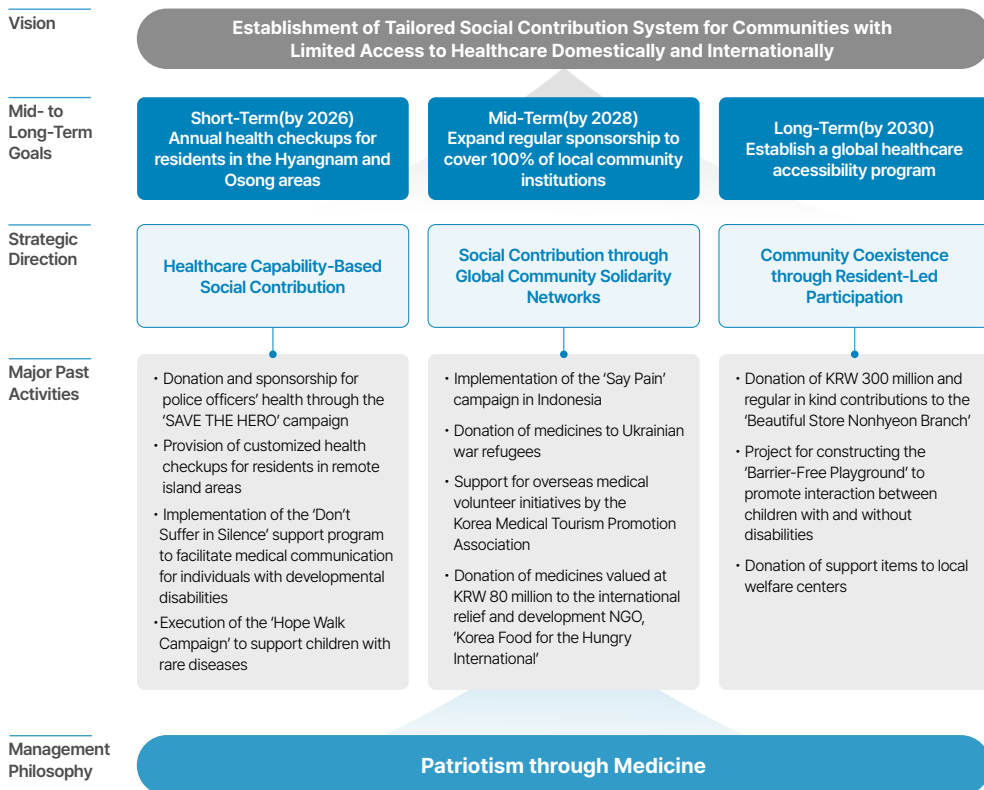 Vision
Establishment of Tailored Social Contribution System for Communities with
Limited Access to Healthcare Domestically and Internationally
Mid- to
Long-Term
Goals
Short-Term(by 2026)
Annual health checkups for
residents in the Hyangnam and
Osong areas
Mid-Term(by 2028)
Expand regular sponsorship to
cover 100% of local community
institutions
Long-Term(by 2030)
Establish a global healthcare
accessibility program
Strategic
Direction
Healthcare Capability-Based
Social Contribution
Social Contribution through
Global Community Solidarity
Networks
Community Coexistence
through Resident-Led
Participation
Major Past
Activities
· Donation and sponsorship for
police officers' health through the
'SAVE THE HERO' campaign
· Provision of customized health
checkups for residents in remote
island areas
· Implementation of the 'Don't
Suffer in Silence' support program
to facilitate medical communication
for individuals with developmental
disabilities
·Execution of the 'Hope Walk
Campaign' to support children with
rare diseases
· Implementation of the 'Say Pain'
campaign in Indonesia
· Donation of medicines to Ukrainian
war refugees
· Support for overseas medical
volunteer initiatives by the
Korea Medical Tourism Promotion
Association
· Donation of medicines valued at
KRW 80 million to the international
relief and development NGO,
'Korea Food for the Hungry
International'
· Donation of KRW 300 million and
regular in kind contributions to the
'Beautiful Store Nonhyeon Branch'
· Project for constructing the
'Barrier-Free Playground' to
promote interaction between
children with and without
disabilities
· Donation of support items to local
welfare centers
Management
Philosophy
Patriotism through Medicine